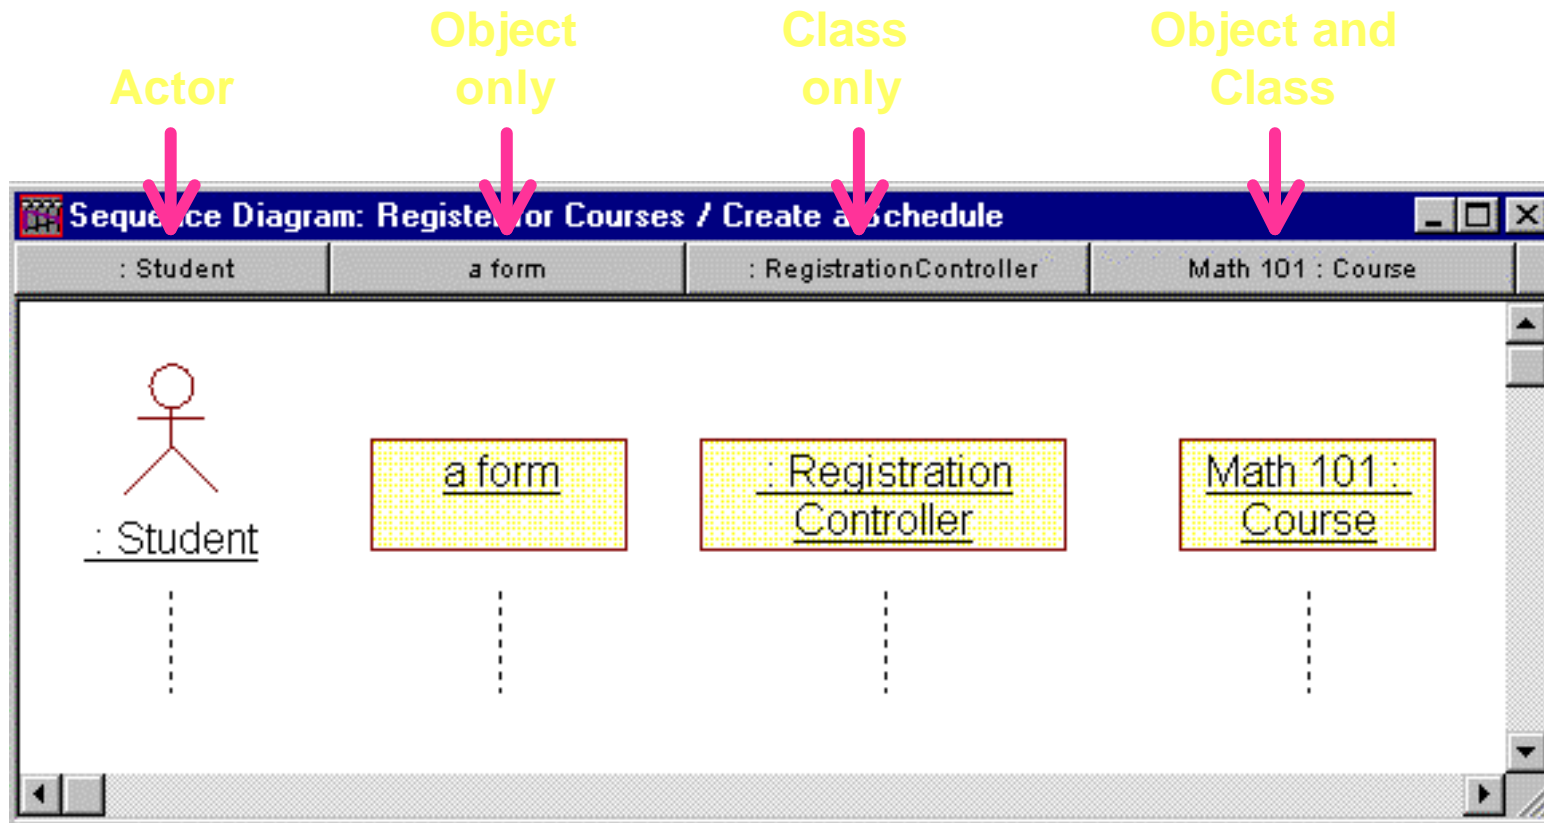 Object
only
Class
only
Object and
Class
Actor
Sequence Diagram: Register for Courses / Create a Schedule
: Student
a form
: RegistrationController
Math 101 : Course
a form
: Registration
Controller
Math 101 :
Course
: Student